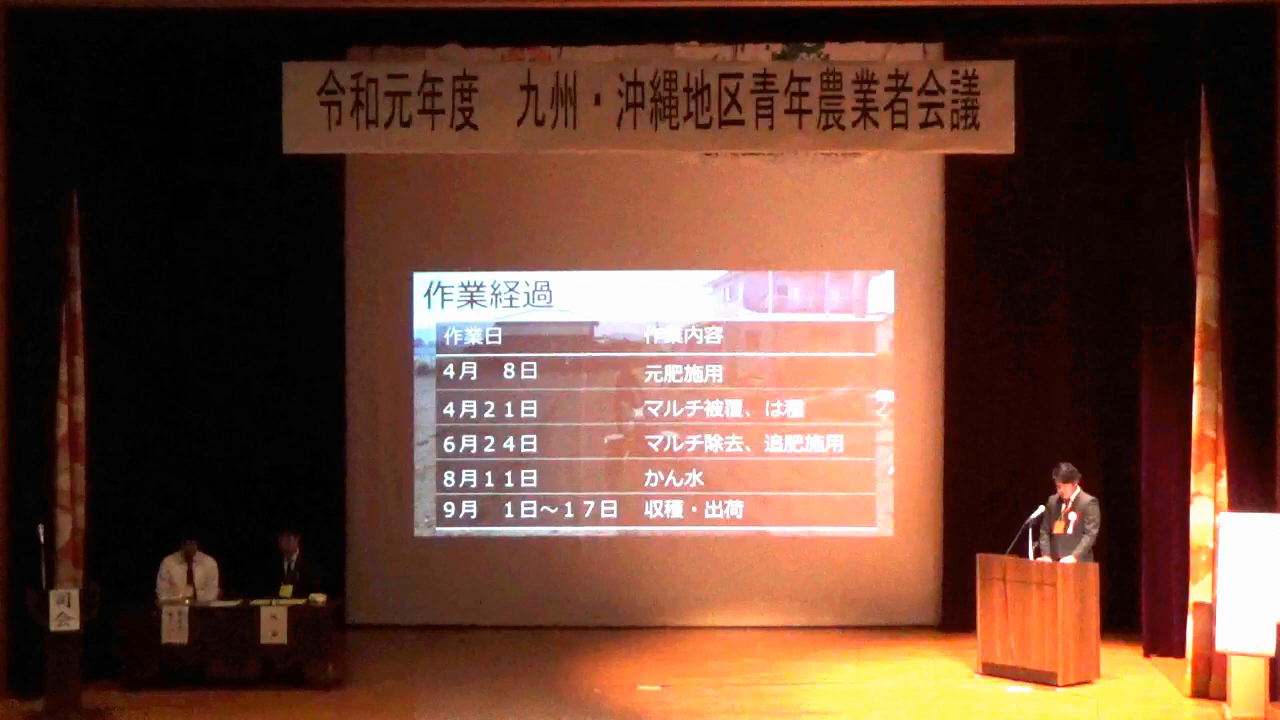 令和元年度　九州・沖縄地区青年農業者会議
作業経過
作業日　作業内容
４月　８日　元肥施用
４月２１日　マルチ被覆、は種
６月２４日　マルチ除去、追肥施用
８月１１日　かん水
９月　１日～１７日　収穫・出荷
司会